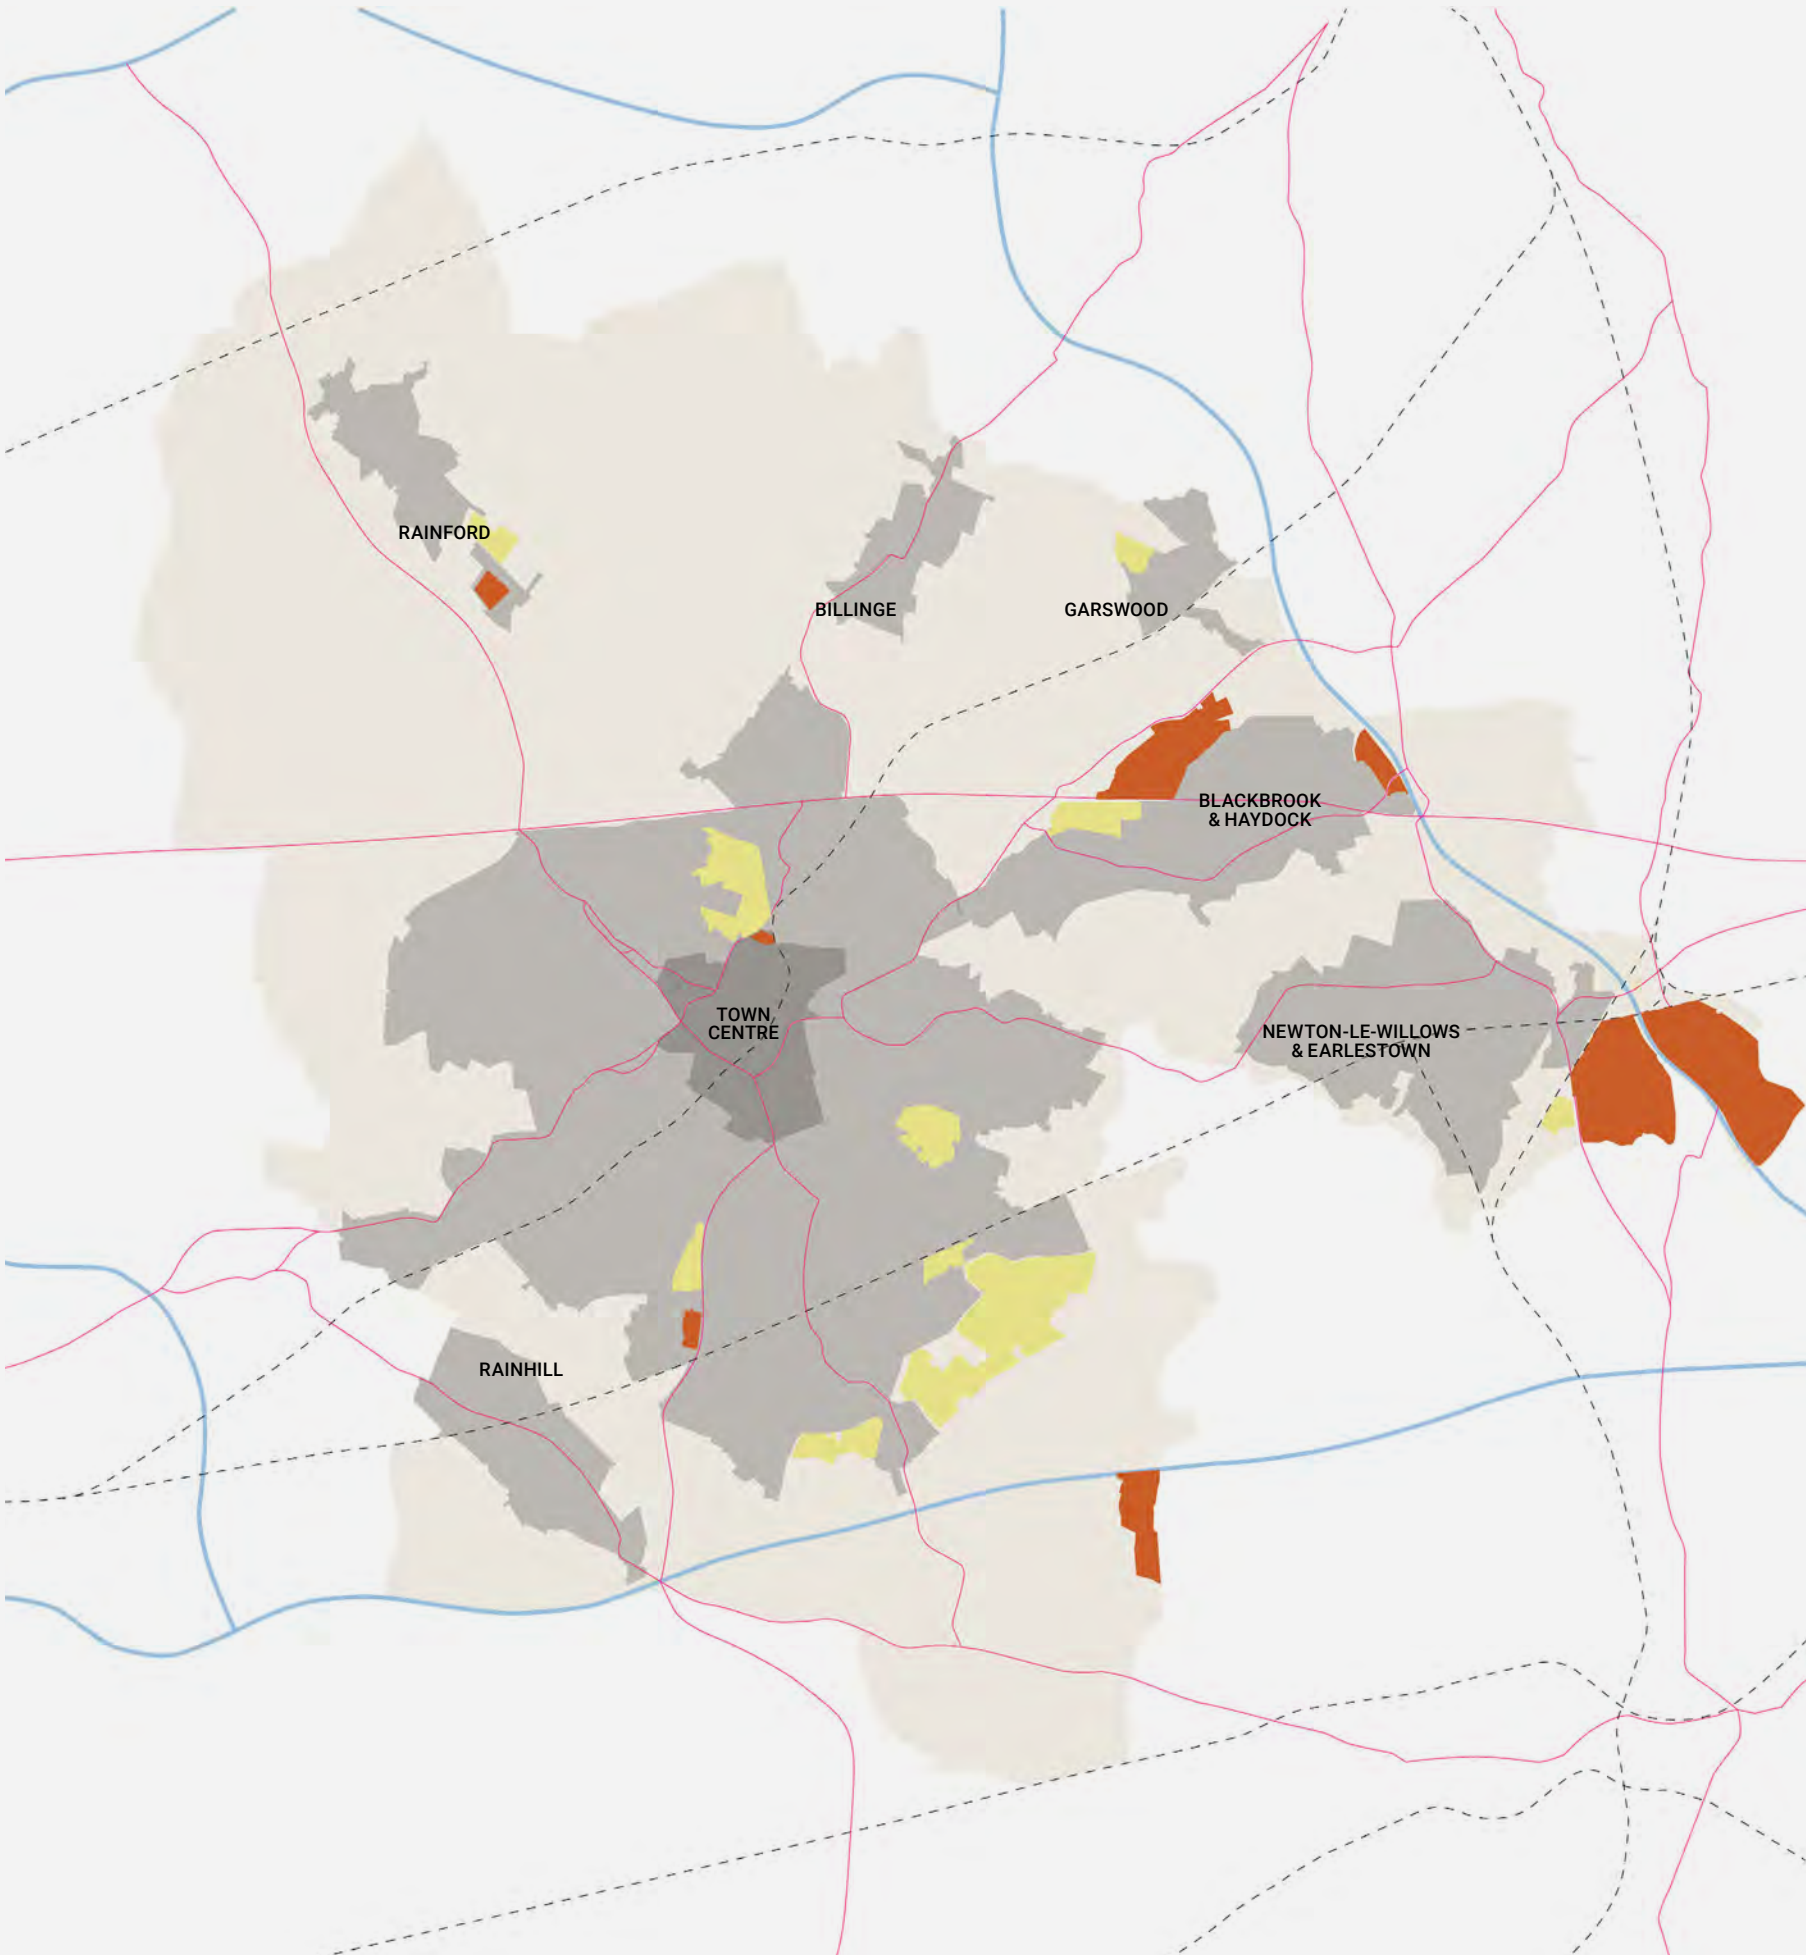 RAINFORD
BILLINGE
GARSWOOD
BLACKBROOK
& HAYDOCK
TOWN
CENTRE
NEWTON-LE-WILLOWS
& EARLESTOWN
RAINHILL